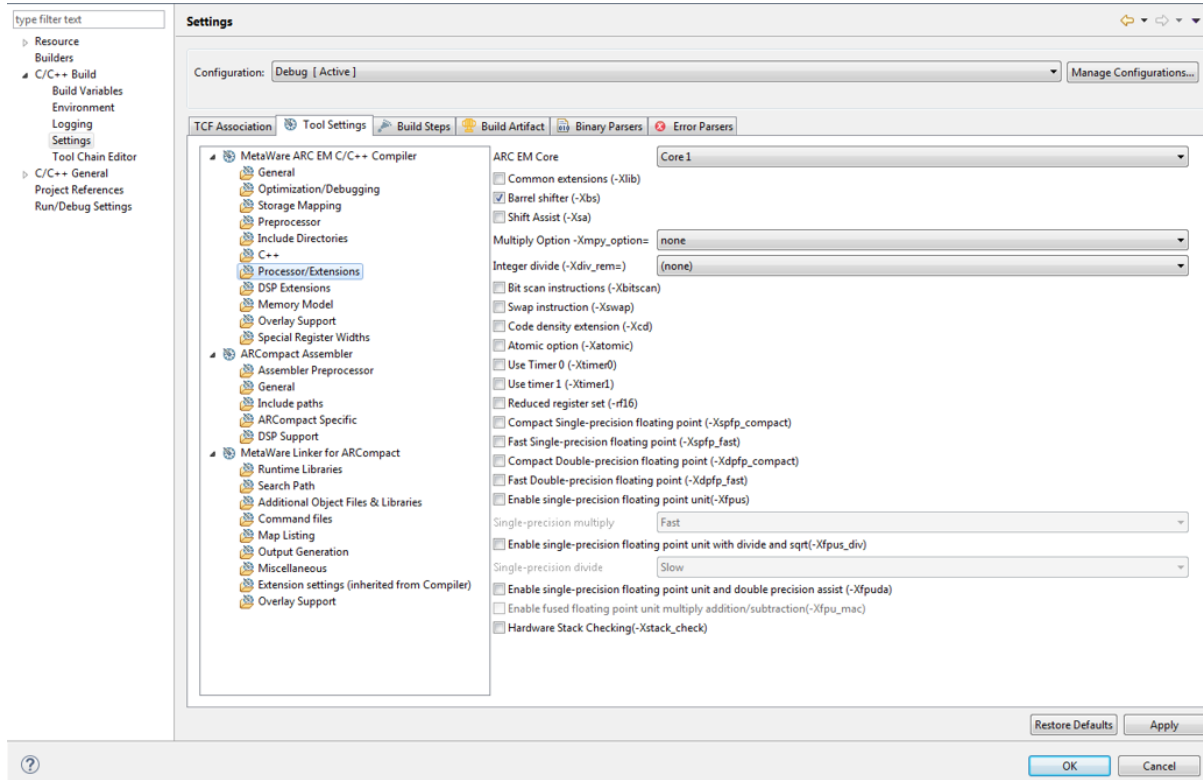 type filter text
Resource
Builders
C/C++ Build
Build Variables
Environment
Logging
Settings
Tool Chain Editor
C/C++ General
Project References
Run/Debug Settings
Settings
Configuration: Debug [ Active ] Manage Configurations...
TCF Association Tool Settings Build Steps Build Artifact Binary Parsers Error Parsers
MetaWare ARC EM C/C++ Compiler
General
Optimization/Debugging
Storage Mapping
Preprocessor
Include Directories
C++
Processor/Extensions
DSP Extensions
Memory Model
Overlay Support
Special Register Widths
ARCompact Assembler
Assembler Preprocessor
General
Include paths
ARCompact Specific
DSP Support
MetaWare Linker for ARCompact
Runtime Libraries
Search Path
Additional Object Files & Libraries
Command files
Map Listing
Output Generation
Miscellaneous
Extension settings (inherited from Compiler)
Overlay Support
ARC EM Core Core 1
Common extensions (-Xlib)
Barrel shifter (-Xbs)
Shift Assist (-Xsa)
Multiply Option -Xmpy_option= none
Integer divide (-Xdiv_rem=) (none)
Bit scan instructions (-Xbitscan)
Swap instruction (-Xswap)
Code density extension (-Xcd)
Atomic option (-Xatomic)
Use Timer 0 (-Xtimer0)
Use timer 1 (-Xtimer1)
Reduced register set (-rf16)
Compact Single-precision floating point (-Xspfp_compact)
Fast Single-precision floating point (-Xspfp_fast)
Compact Double-precision floating point (-Xdpfp_compact)
Fast Double-precision floating point (-Xdpfp_fast)
Enable single-precision floating point unit(-Xfpus)
Single-precision multiply Fast
Enable single-precision floating point unit with divide and sqrt(-Xfpus_div)
Single-precision divide Slow
Enable single-precision floating point unit and double precision assist (-Xfpuda)
Enable fused floating point unit multiply addition/subtraction(-Xfpu_mac)
Hardware Stack Checking(-Xstack_check)
Restore Defaults Apply
? OK Cancel